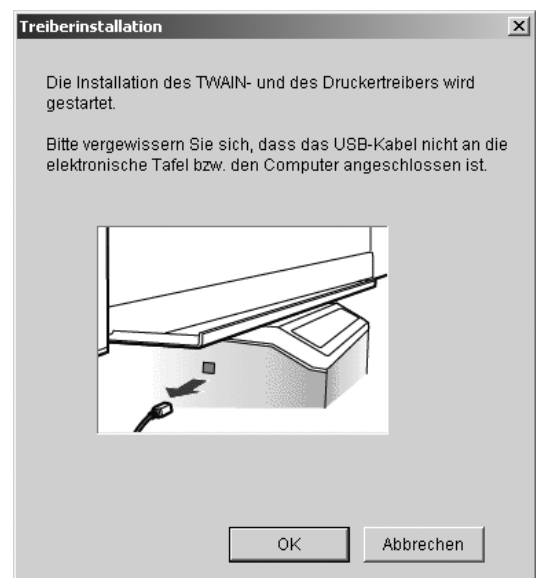 Treiberinstallation
Die Installation des TWAIN- und des Druckertreibers wird
gestartet.
Bitte vergewissern Sie sich, dass das USB-Kabel nicht an die
elektronische Tafel bzw. den Computer angeschlossen ist.
OK
Abbrechen